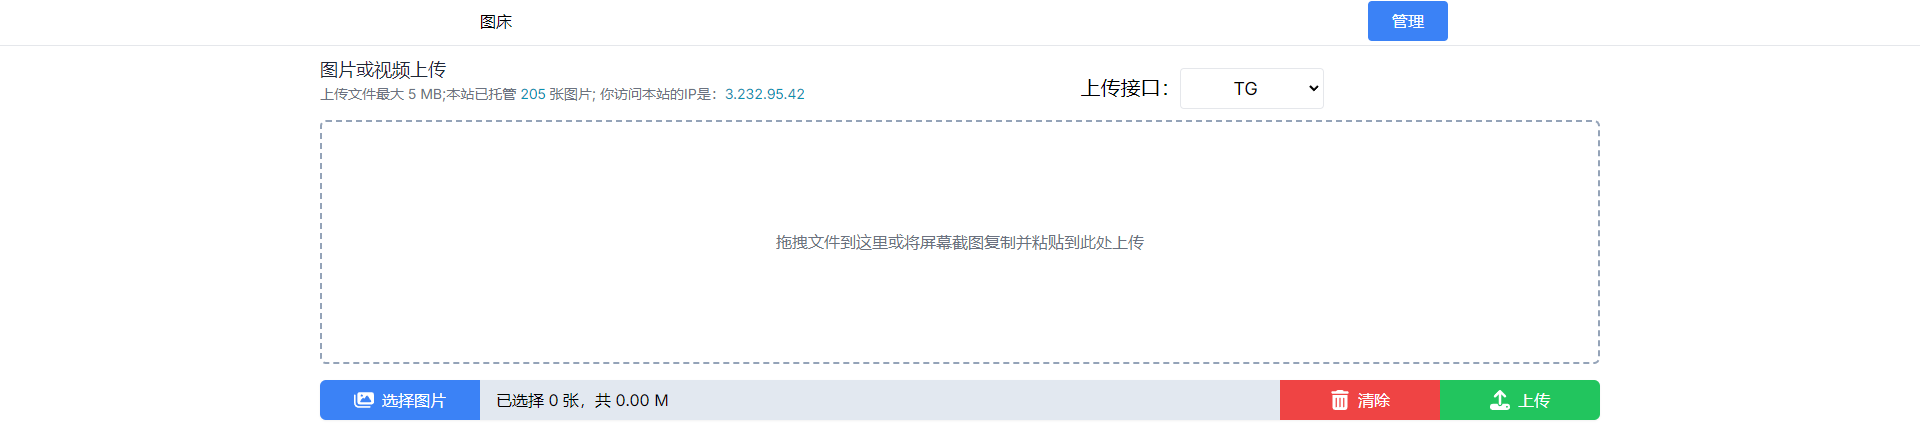 图床
管理
图片或视频上传
上传文件最大 5 MB;本站已托管 205 张图片; 你访问本站的IP是：3.232.95.42
上传接口：
TG
拖拽文件到这里或将屏幕截图复制并粘贴到此处上传
选择图片
已选择 0 张，共 0.00 M
清除
上传